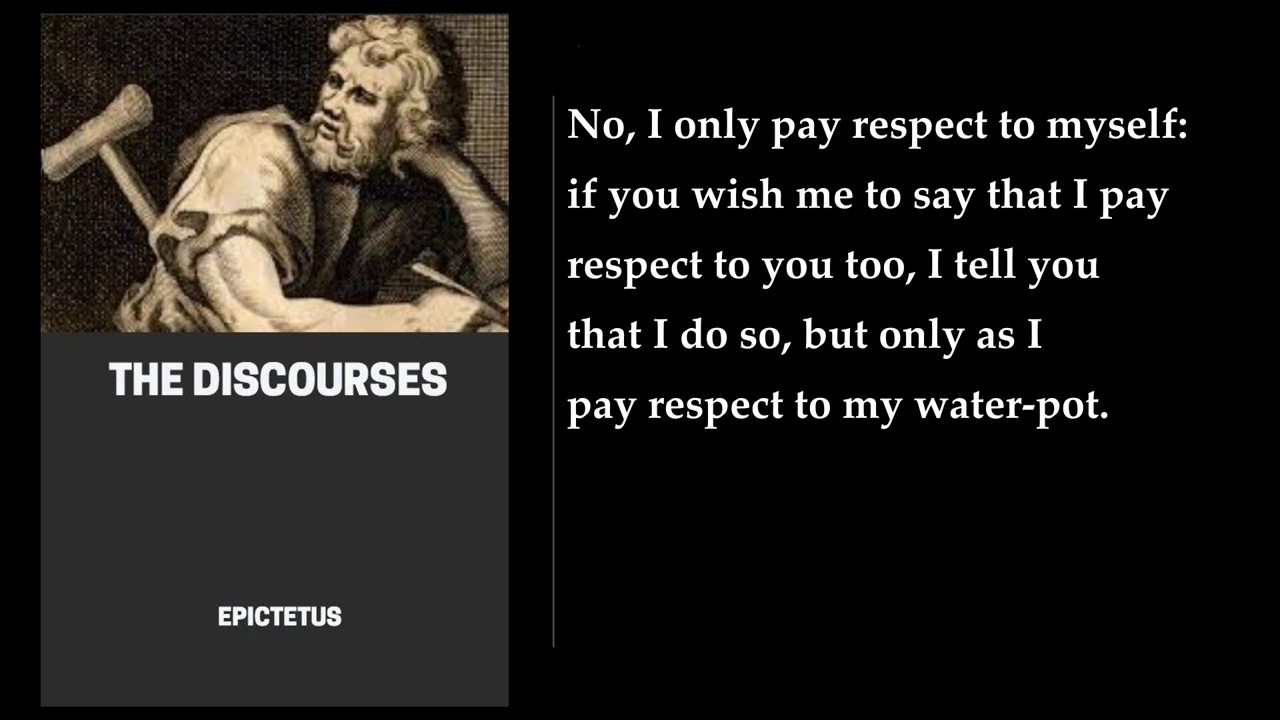 THE DISCOURSES
EPICTETUS
No, I only pay respect to myself:
if you wish me to say that I pay
respect to you too, I tell you
that I do so, but only as I
pay respect to my water-pot.